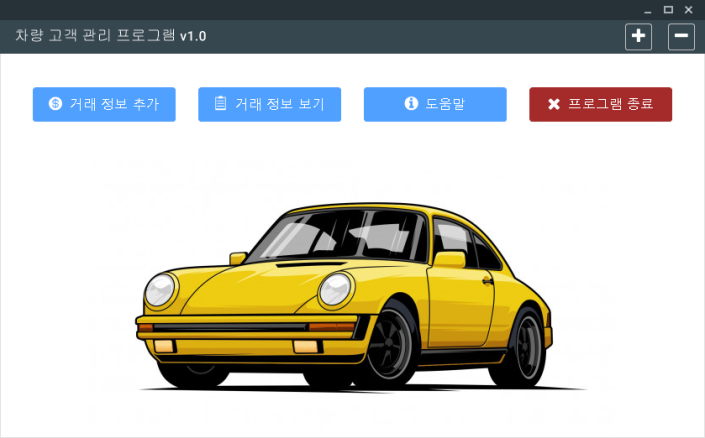 차량 고객 관리 프로그램 v1.0
거래 정보 추가
거래 정보 보기
도움말
프로그램 종료